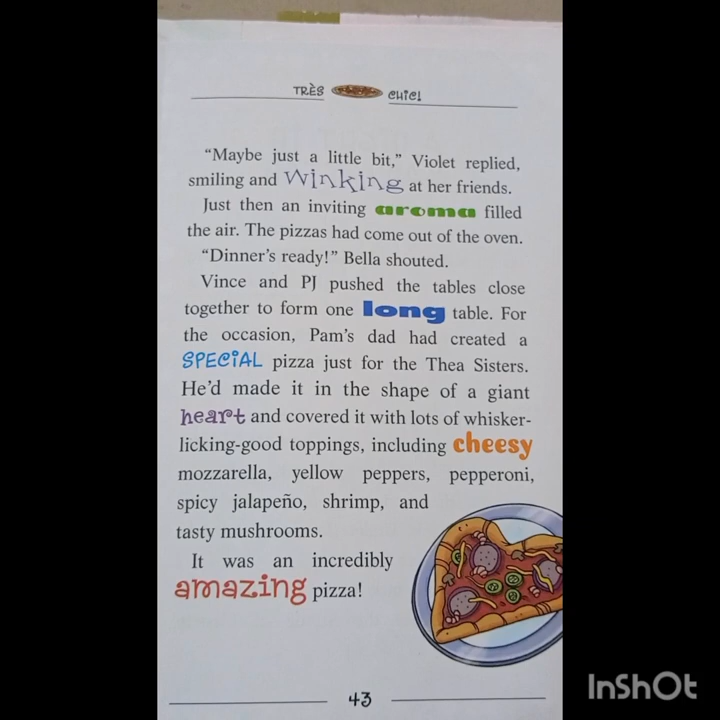 TRÈS CHIC!
“Maybe just a little bit,” Violet replied,
smiling and winking at her friends.
Just then an inviting aroma filled
the air. The pizzas had come out of the oven.
“Dinner’s ready!” Bella shouted.
Vince and PJ pushed the tables close
together to form one long table. For
the occasion, Pam’s dad had created a
SPECiAL pizza just for the Thea Sisters.
He’d made it in the shape of a giant
heart and covered it with lots of whisker-
licking-good toppings, including cheesy
mozzarella, yellow peppers, pepperoni,
spicy jalapeño, shrimp, and
tasty mushrooms.
It was an incredibly
amazing pizza!
43
InShOt